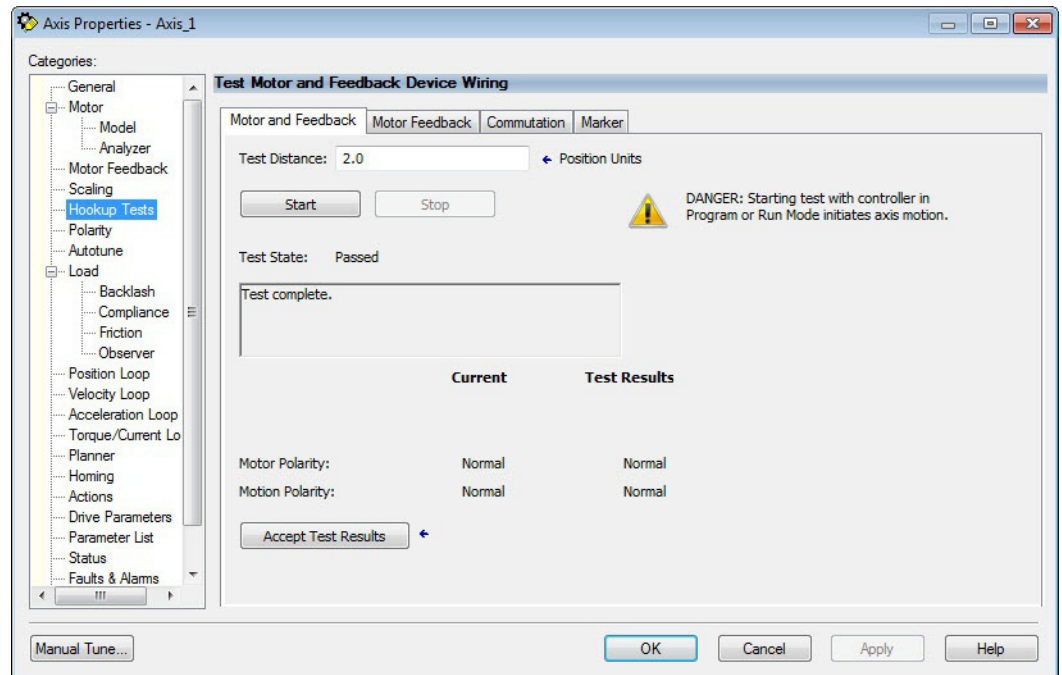 Axis Properties - Axis_1
Categories:
General
Motor
Model
Analyzer
Motor Feedback
Scaling
Hookup Tests
Polarity
Autotune
Load
Backlash
Compliance
Friction
Observer
Position Loop
Velocity Loop
Acceleration Loop
Torque/Current Lo
Planner
Homing
Actions
Drive Parameters
Parameter List
Status
Faults & Alarms
Test Motor and Feedback Device Wiring
Motor and Feedback Motor Feedback Commutation Marker
Test Distance: 2.0 Position Units
Start Stop
DANGER: Starting test with controller in
Program or Run Mode initiates axis motion.
Test State: Passed
Test complete.
Current Test Results
Motor Polarity: Normal Normal
Motion Polarity: Normal Normal
Accept Test Results
Manual Tune... OK Cancel Apply Help